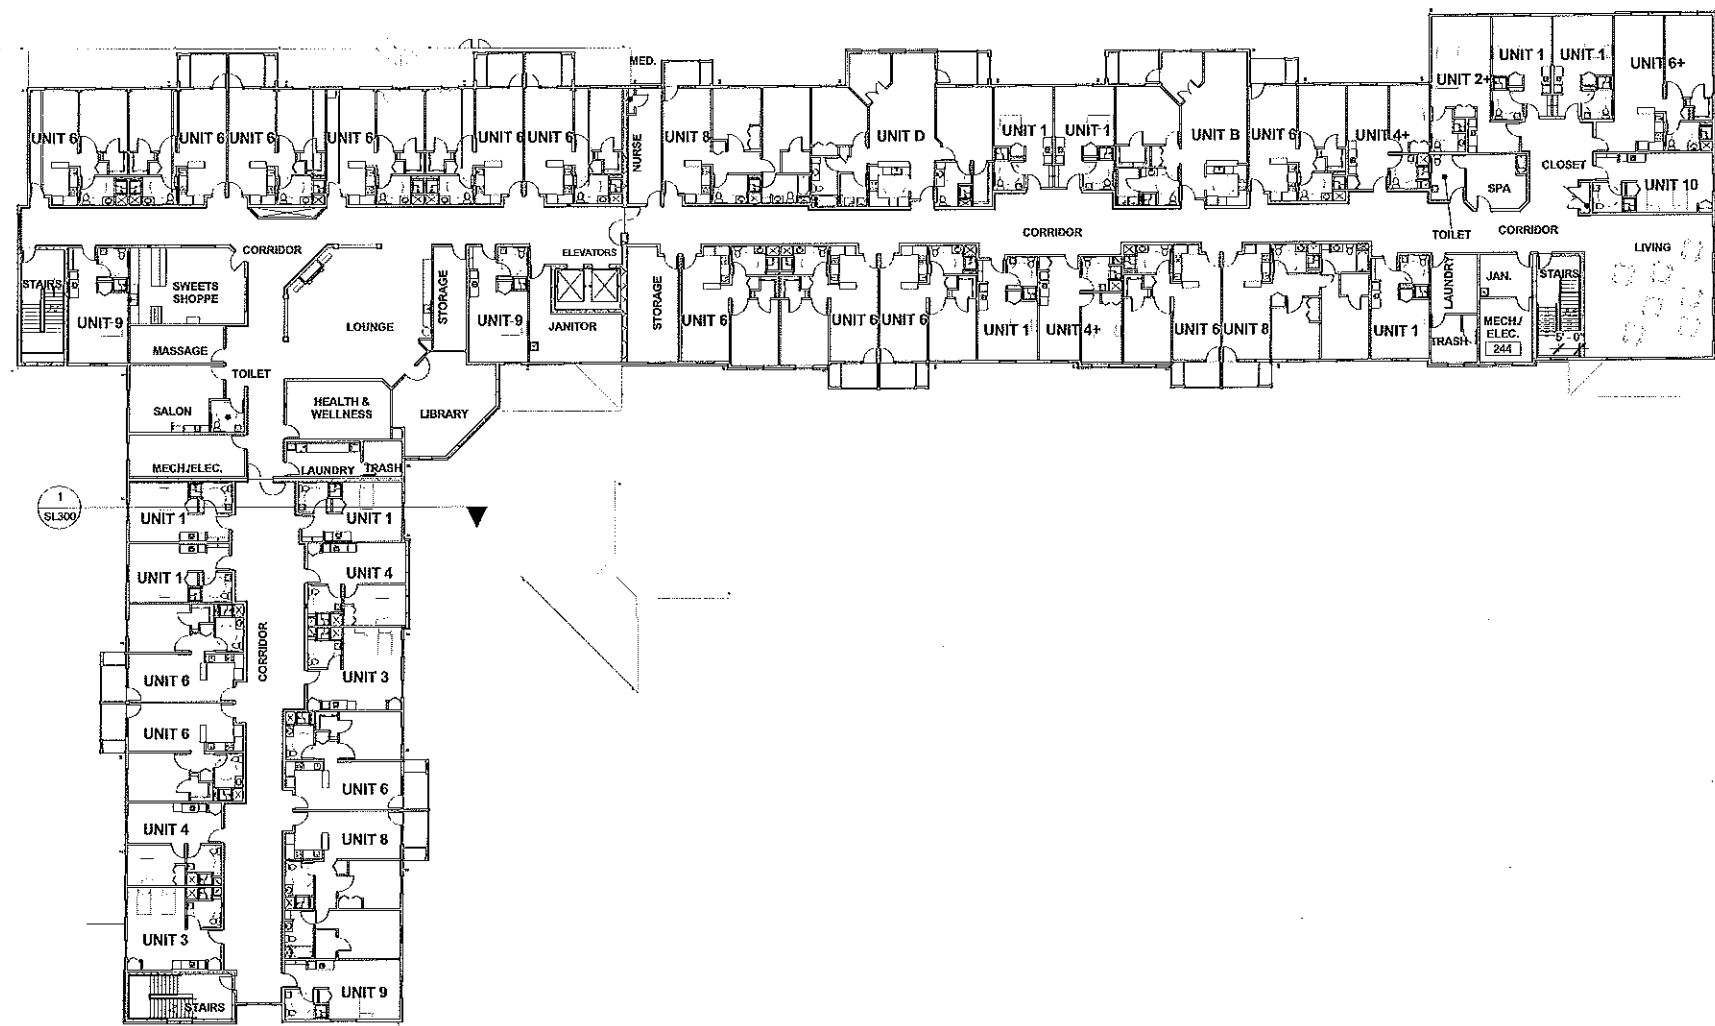 MED.
UNIT 2+
UNIT 1
UNIT 1
UNIT 6+
UNIT 6
UNIT 6
UNIT 6
UNIT 6
UNIT 6
UNIT 6
NURSE
UNIT 8
UNIT D
UNIT 1
UNIT 1
UNIT B
UNIT 6
UNIT 4+
CLOSET
SPA
UNIT 10
CORRIDOR
ELEVATORS
CORRIDOR
TOILET
CORRIDOR
LIVING
STAIRS
UNIT 9
SWEETS
SHOPPE
LOUNGE
STORAGE
UNIT 9
JANITOR
STORAGE
UNIT 6
UNIT 6
UNIT 6
UNIT 1
UNIT 4+
UNIT 6
UNIT 8
UNIT 1
LAUNDRY
TRASH
JAN.
MECH./
ELEC.
244
STAIRS
5' - 0"
MASSAGE
TOILET
SALON
HEALTH &
WELLNESS
LIBRARY
MECH./ELEC.
LAUNDRY
TRASH
1
SL300
UNIT 1
UNIT 1
UNIT 1
UNIT 4
CORRIDOR
UNIT 6
UNIT 3
UNIT 6
UNIT 6
UNIT 4
UNIT 8
UNIT 3
UNIT 9
STAIRS